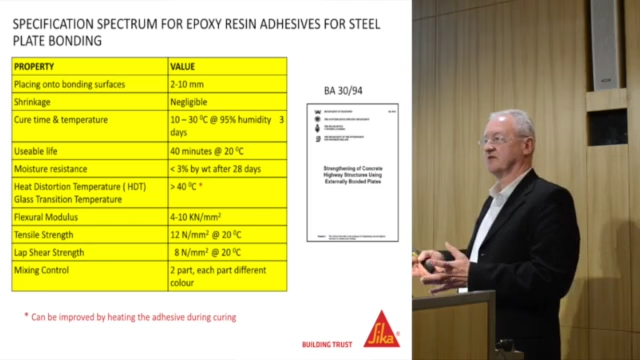 SPECIFICATION SPECTRUM FOR EPOXY RESIN ADHESIVES FOR STEEL
PLATE BONDING
PROPERTY VALUE
Placing onto bonding surfaces 2-10 mm
Shrinkage Negligible
Cure time & temperature 10 – 30 ⁰C @ 95% humidity 3
days
Useable life 40 minutes @ 20 ⁰C
Moisture resistance < 3% by wt after 28 days
Heat Distortion Temperature ( HDT) > 40 ⁰C *
Glass Transition Temperature
Flexural Modulus 4-10 KN/mm²
Tensile Strength 12 N/mm² @ 20 ⁰C
Lap Shear Strength 8 N/mm² @ 20 ⁰C
Mixing Control 2 part, each part different
colour
* Can be improved by heating the adhesive during curing
BA 30/94
Strengthening of Concrete
Highway Structures Using
Externally Bonded Plates
BUILDING TRUST
Sika